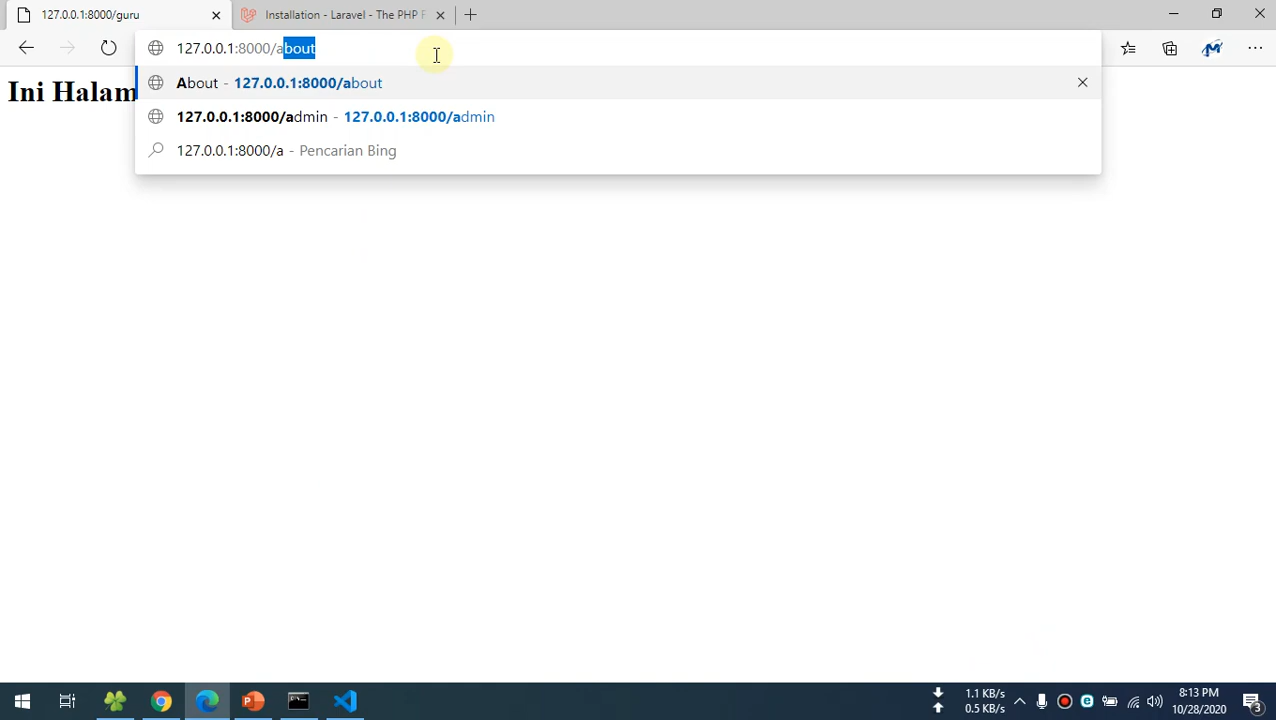 127.0.0.1:8000/guru
Installation - Laravel - The PHP F
127.0.0.1:8000/about
About - 127.0.0.1:8000/about
127.0.0.1:8000/admin - 127.0.0.1:8000/admin
127.0.0.1:8000/a - Pencarian Bing
Ini Halam
1.1 KB/s
0.5 KB/s
8:13 PM
10/28/2020
3